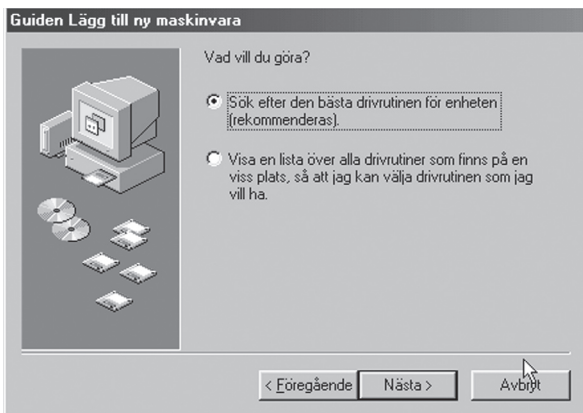 Guiden Lägg till ny maskinvara
Vad vill du göra?
Sök efter den bästa drivrutinen för enheten
(rekommenderas).
Visa en lista över alla drivrutiner som finns på en
viss plats, så att jag kan välja drivrutinen som jag
vill ha.
< Föregående
Nästa >
Avbryt